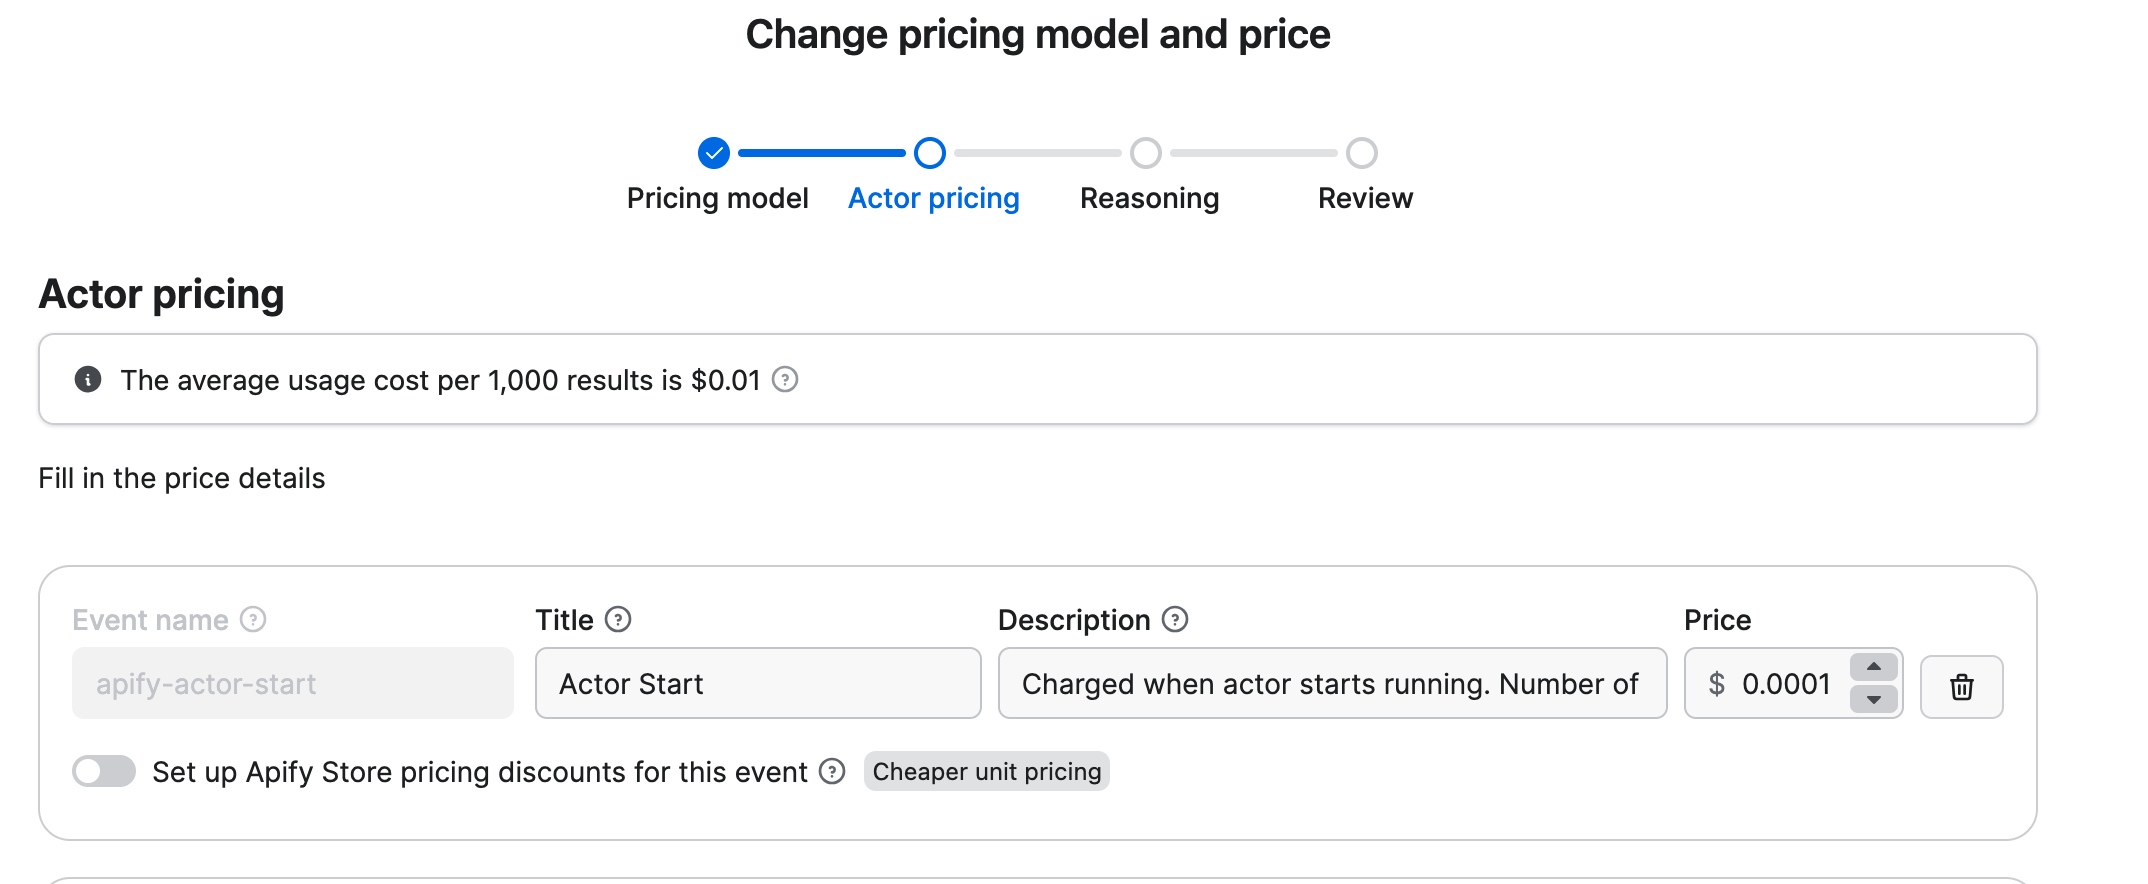 Change pricing model and price
Pricing model Actor pricing Reasoning Review
Actor pricing
The average usage cost per 1,000 results is $0.01
Fill in the price details
Event name Title Description Price
apify-actor-start Actor Start Charged when actor starts running. Number of $ 0.0001
Set up Apify Store pricing discounts for this event Cheaper unit pricing